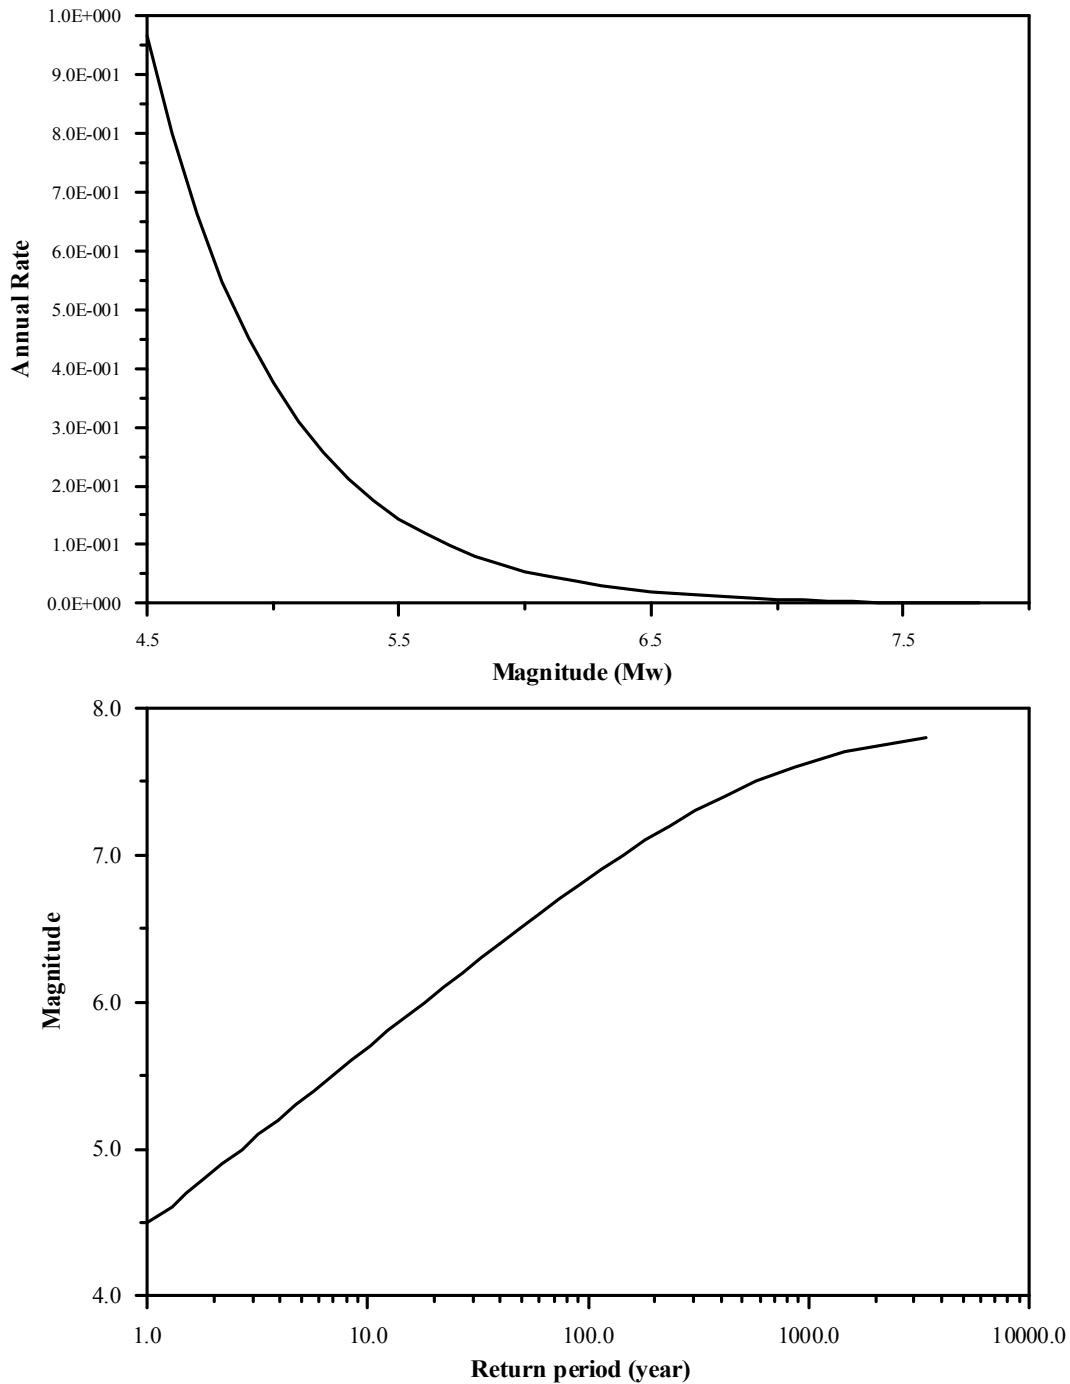 1.0E+000
9.0E-001
8.0E-001
7.0E-001
6.0E-001
5.0E-001
4.0E-001
3.0E-001
2.0E-001
1.0E-001
0.0E+000
Annual Rate
4.5 5.5 6.5 7.5
Magnitude (Mw)
8.0
7.0
6.0
5.0
4.0
Magnitude
1.0 10.0 100.0 1000.0 10000.0
Return period (year)